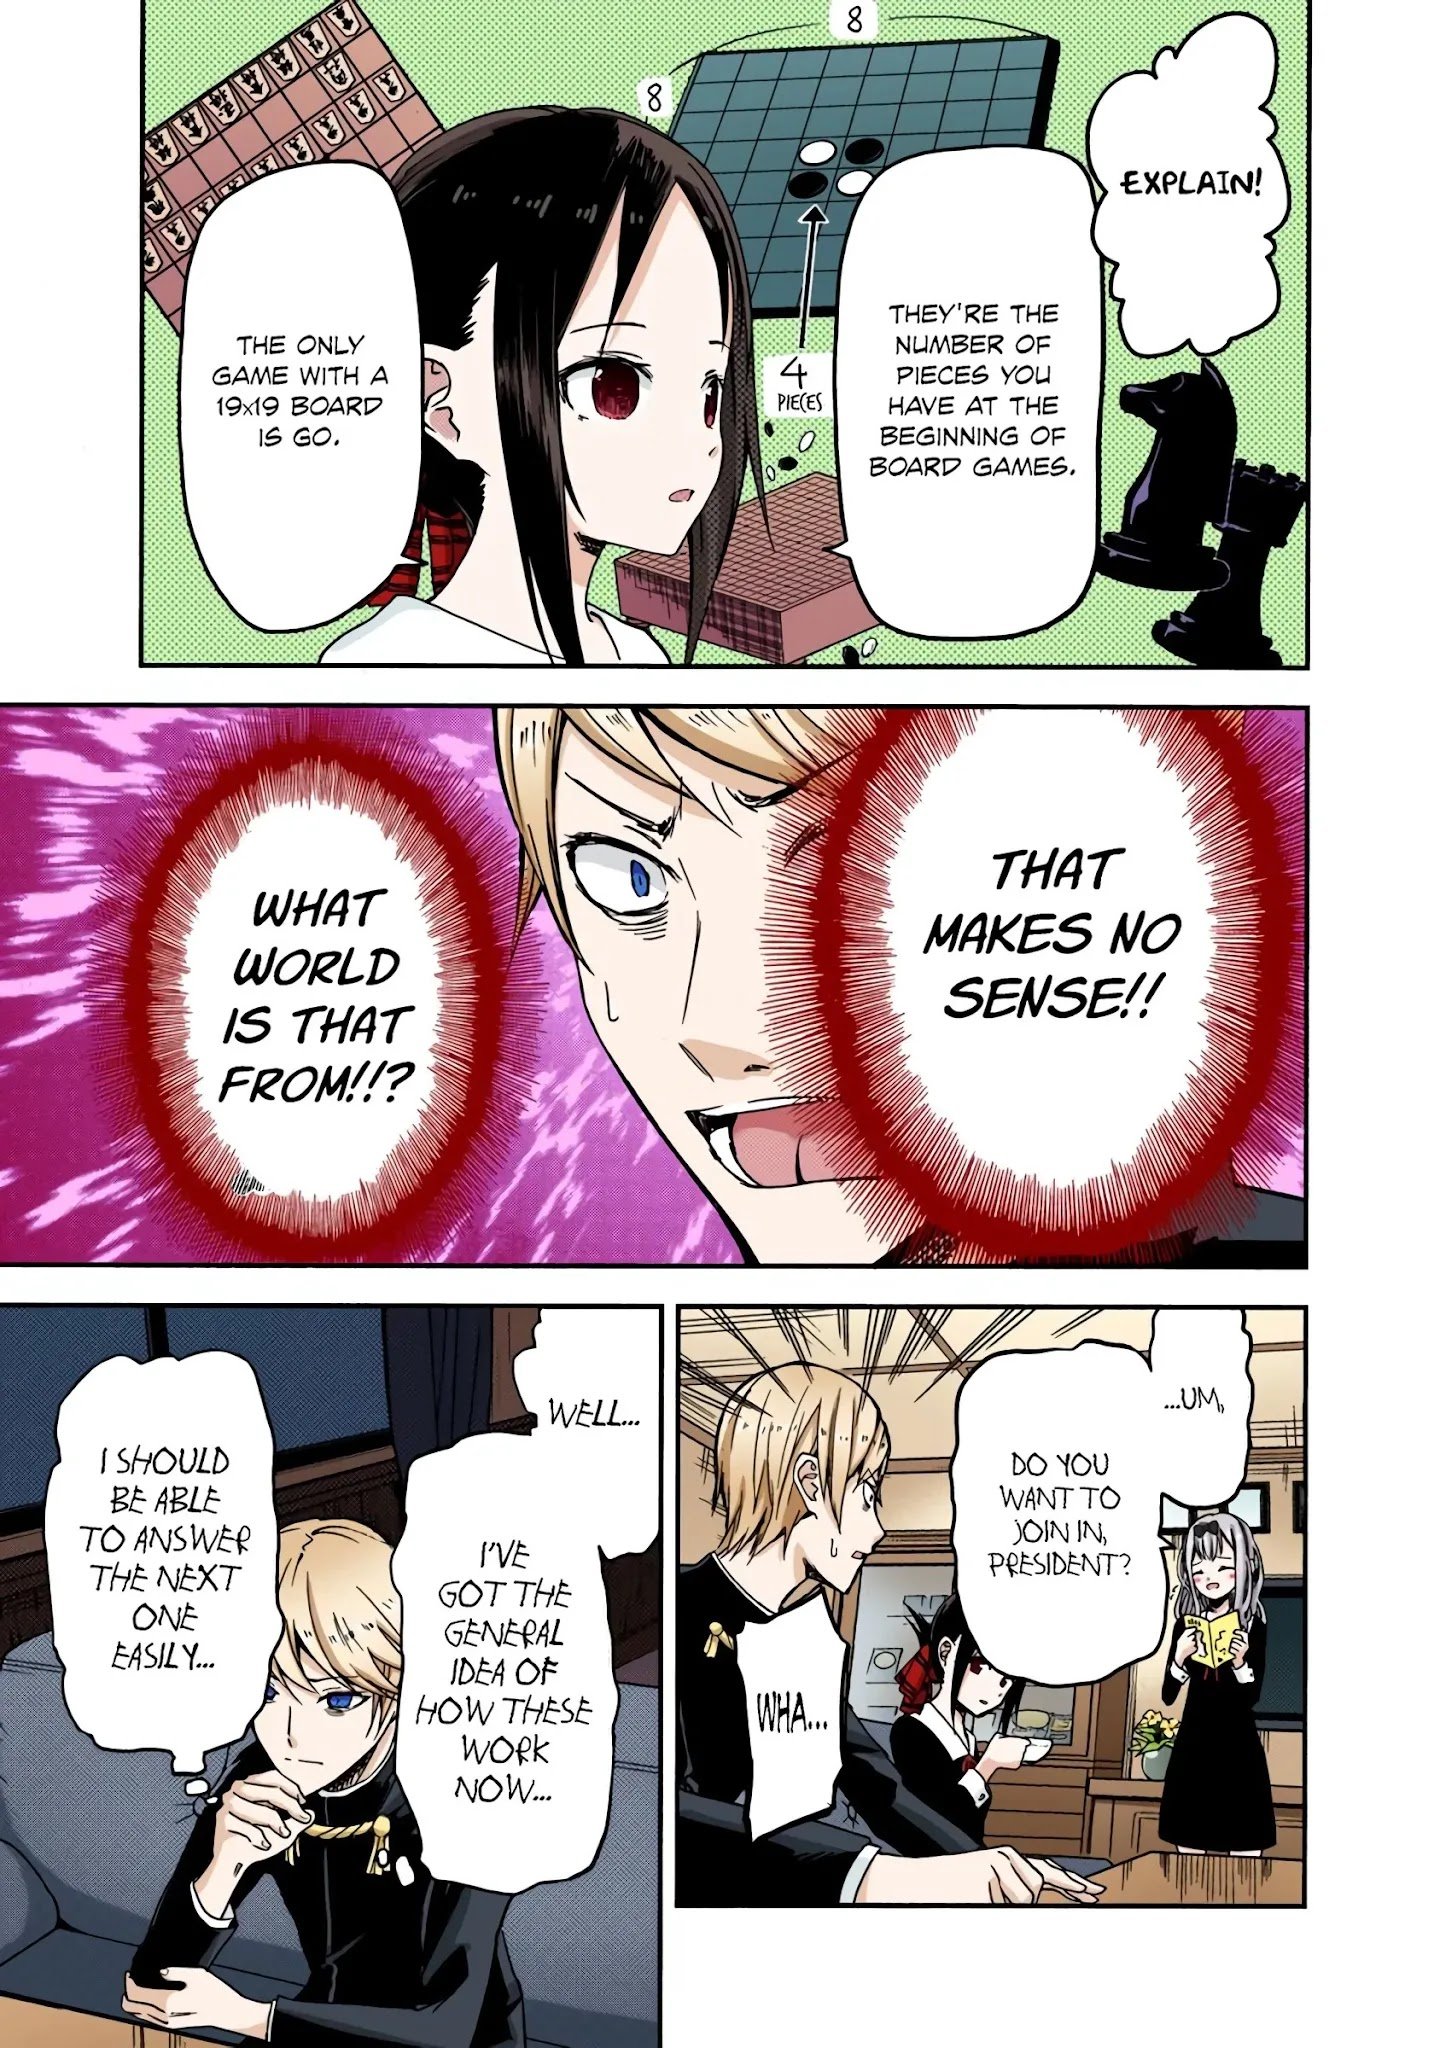 EXPLAIN!
8
8
4
PIECES
THEY'RE THE
NUMBER OF
PIECES YOU
HAVE AT THE
BEGINNING OF
BOARD GAMES.
THE ONLY
GAME WITH A
19x19 BOARD
IS GO.
THAT
MAKES NO
SENSE!!
WHAT
WORLD
IS THAT
FROM!!?
...UM,
DO YOU
WANT TO
JOIN IN,
PRESIDENT?
WHA...
WELL...
I'VE
GOT THE
GENERAL
IDEA OF
HOW THESE
WORK
NOW...
I SHOULD
BE ABLE
TO ANSWER
THE NEXT
ONE
EASILY...